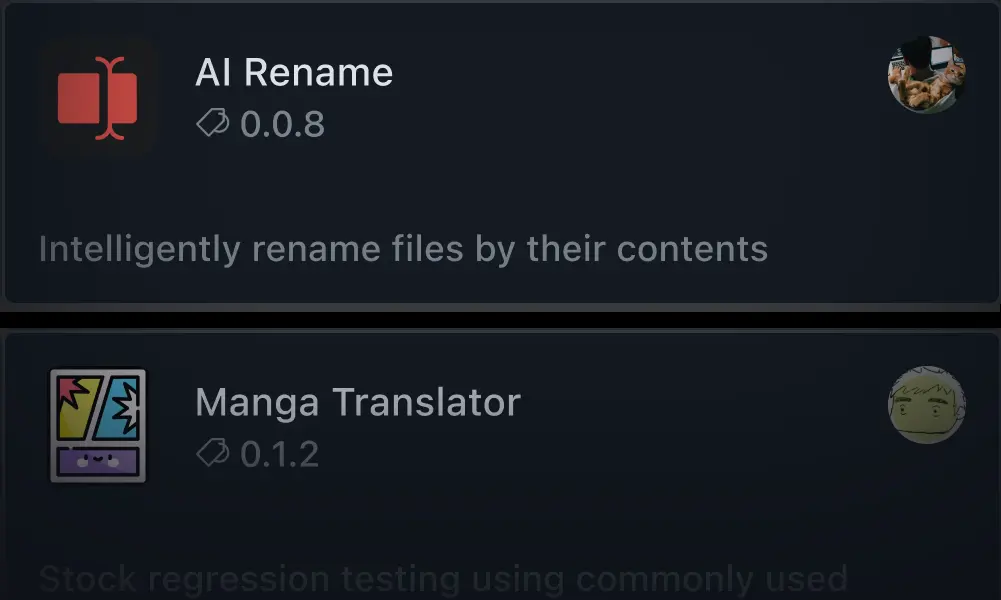 AI Rename
0.0.8
Intelligently rename files by their contents
Manga Translator
0.1.2
Stock regression testing using commonly used